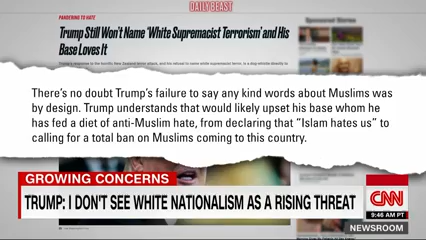 DAILY BEAST
PANDERING TO HATE
Trump Still Won't Name 'White Supremacist Terrorism' and His
Base Loves It
There's no doubt Trump's failure to say any kind words about Muslims was
by design. Trump understands that would likely upset his base whom he
has fed a diet of anti-Muslim hate, from declaring that "Islam hates us" to
calling for a total ban on Muslims coming to this country.
GROWING CONCERNS
TRUMP: I DON'T SEE WHITE NATIONALISM AS A RISING THREAT
CNN
9:46 AM PT
NEWSROOM